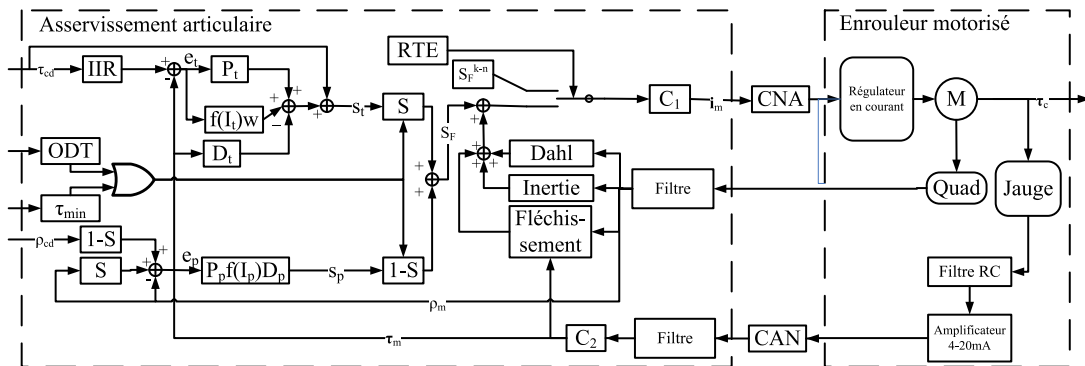 Asservissement articulaire
Enrouleur motorisé
τcd
IIR
+
-
et
Pt
f(It)w
Dt
+
+
-
+
+
st
S
RTE
SF^k-n
SF
+
+
C1
im
CNA
Régulateur
en courant
M
τc
ODT
τmin
+
+
+
+
+
Dahl
Inertie
Fléchis-
sement
Filtre
Quad
Jauge
ρcd
1-S
S
+
+
-
ep
Ppf(Ip)Dp
sp
1-S
ρm
Filtre RC
τm
C2
Filtre
CAN
Amplificateur
4-20mA